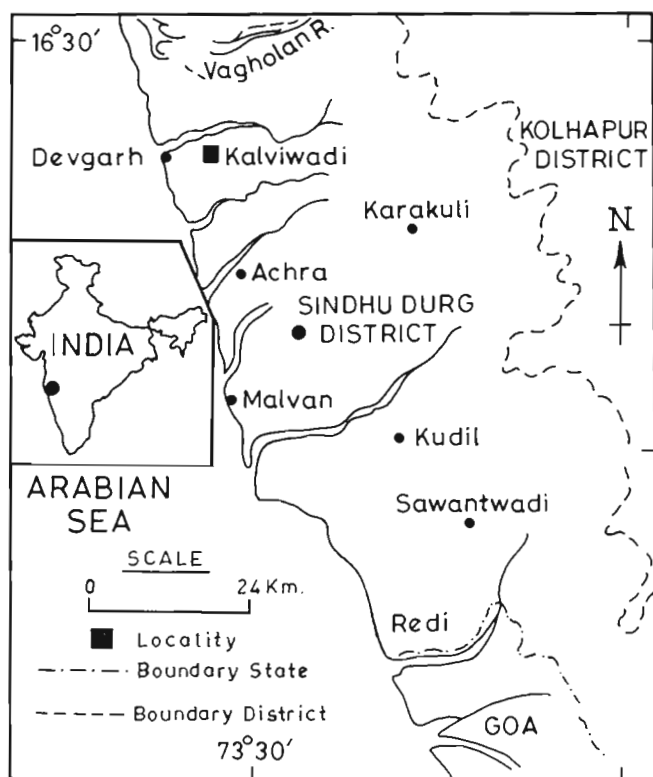 16°30'
Vagholan R.
KOLHAPUR
DISTRICT
Devgarh
Kalviwadi
Karakuli
N
Achra
SINDHU DURG
DISTRICT
INDIA
Malvan
Kudil
ARABIAN
SEA
Sawantwadi
SCALE
0 24 Km.
Redi
Locality
Boundary State
Boundary District
GOA
73°30'